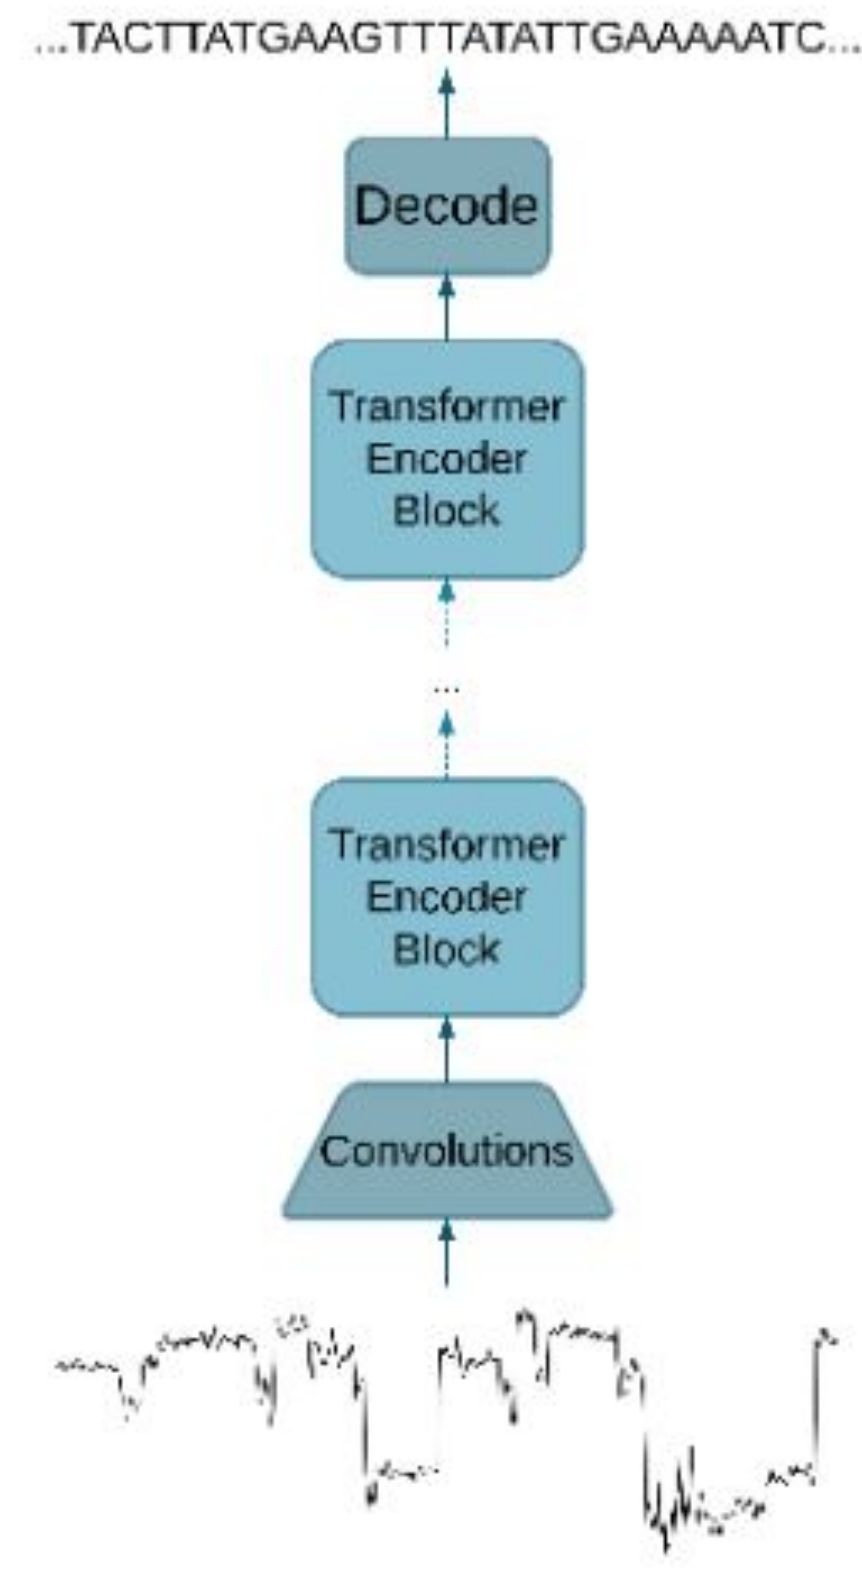 ...TACTTATGAAGTTTATATTGAAAAATC...
Decode
Transformer
Encoder
Block
...
Transformer
Encoder
Block
Convolutions